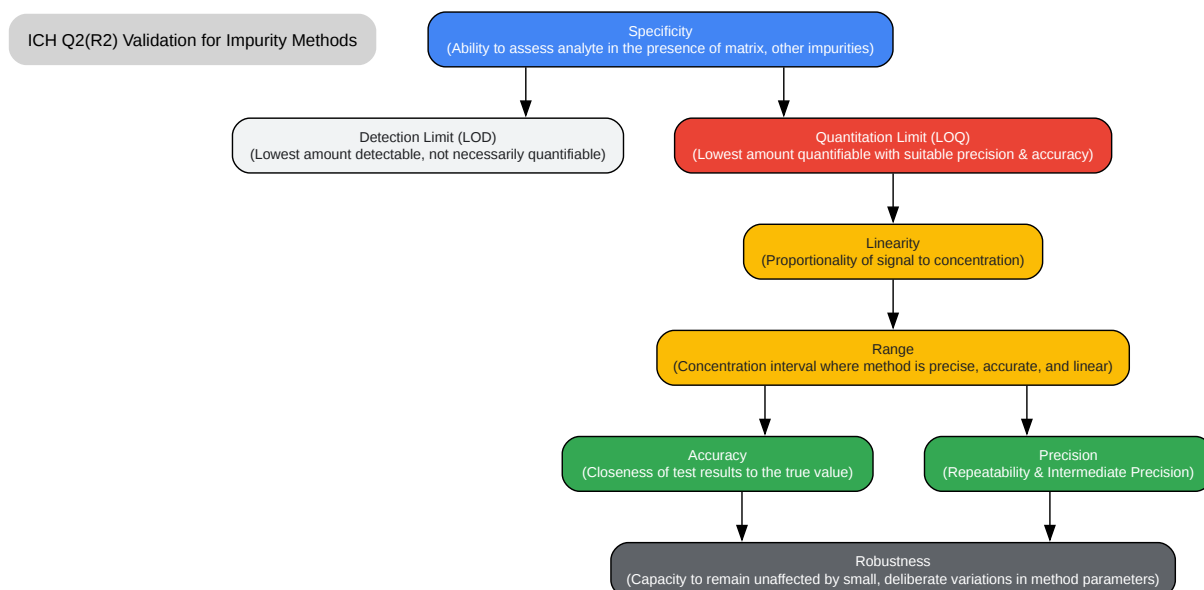 ICH Q2(R2) Validation for Impurity Methods
Specificity
(Ability to assess analyte in the presence of matrix, other impurities)
Detection Limit (LOD)
(Lowest amount detectable, not necessarily quantifiable)
Quantitation Limit (LOQ)
(Lowest amount quantifiable with suitable precision & accuracy)
Linearity
(Proportionality of signal to concentration)
Range
(Concentration interval where method is precise, accurate, and linear)
Accuracy
(Closeness of test results to the true value)
Precision
(Repeatability & Intermediate Precision)
Robustness
(Capacity to remain unaffected by small, deliberate variations in method parameters)